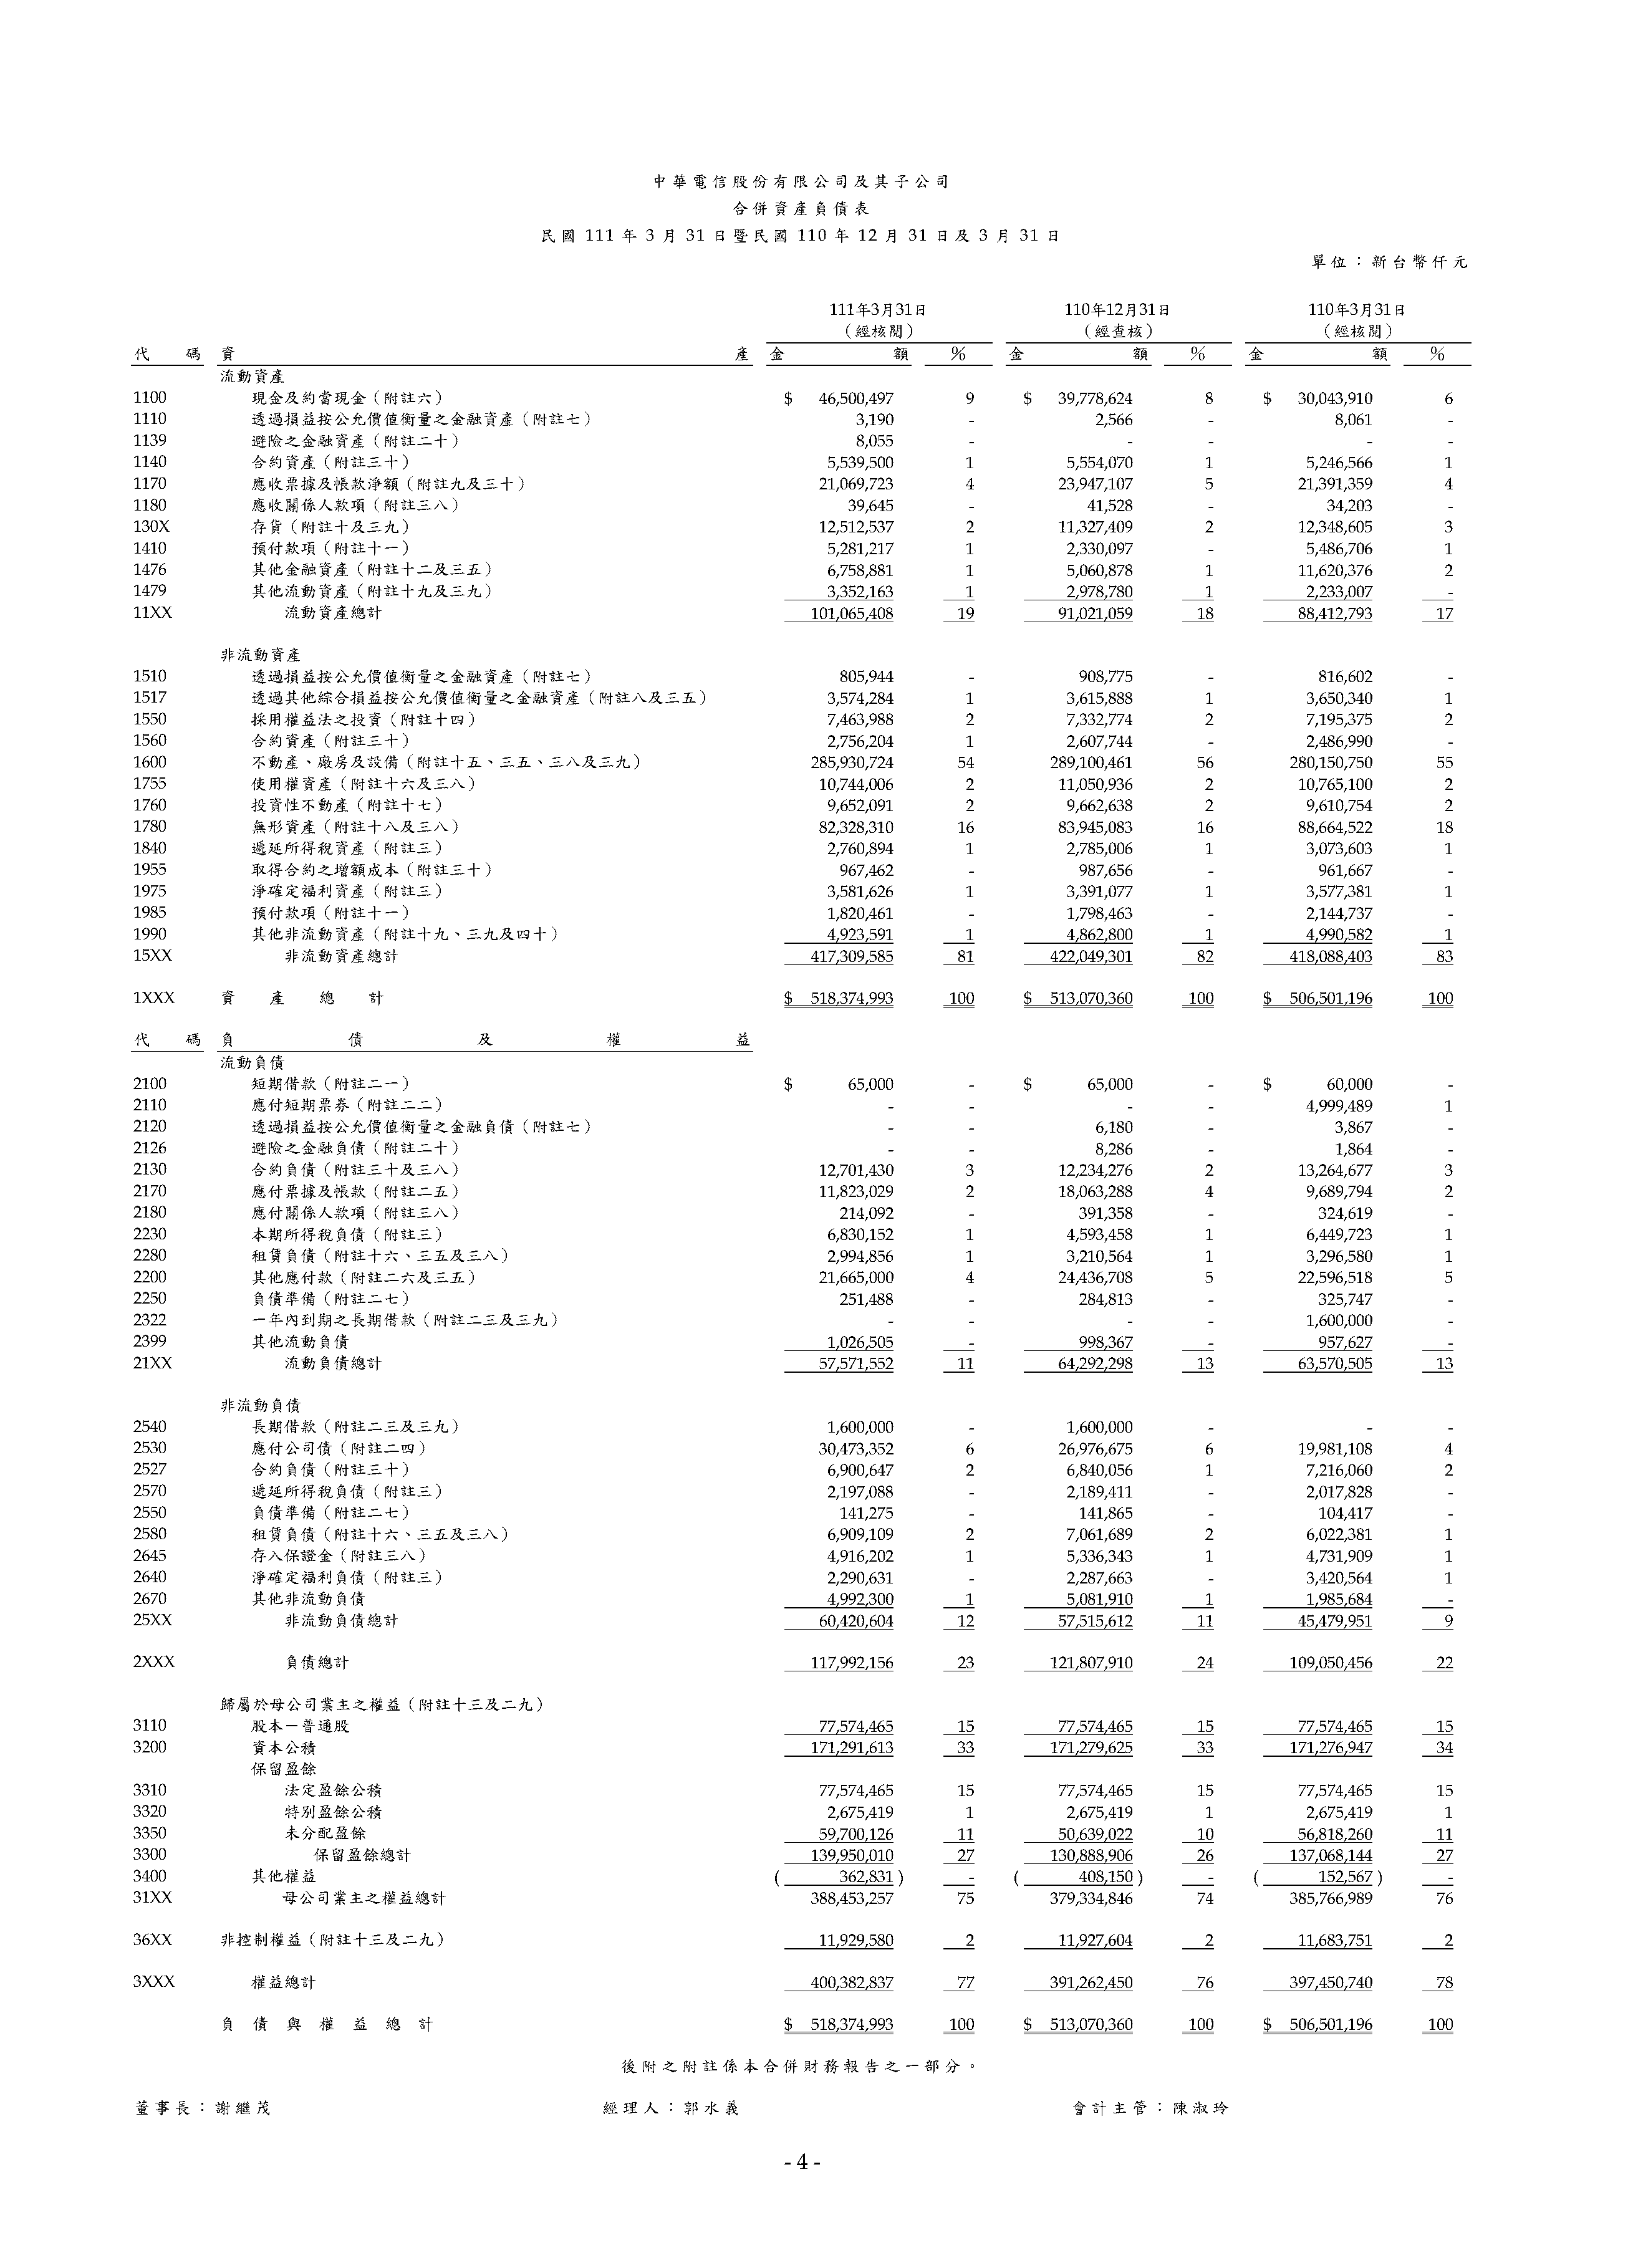 中華電信股份有限公司及其子公司
合併資產負債表
民國 111 年 3 月 31 日暨民國 110 年 12 月 31 日及 3 月 31 日
單位：新台幣仟元
111年3月31日 110年12月31日 110年3月31日
（經核閱） （經查核） （經核閱）
代 碼 資 產 金 額 % 金 額 % 金 額 %
流動資產
1100 現金及約當現金（附註六） $ 46,500,497 9 $ 39,778,624 8 $ 30,043,910 6
1110 透過損益按公允價值衡量之金融資產（附註七） 3,190 - 2,566 - 8,061 -
1139 避險之金融資產（附註二十） 8,055 - - - - -
1140 合約資產（附註三十） 5,539,500 1 5,554,070 1 5,246,566 1
1170 應收票據及帳款淨額（附註九及三十） 21,069,723 4 23,947,107 5 21,391,359 4
1180 應收關係人款項（附註三八） 39,645 - 41,528 - 34,203 -
130X 存貨（附註十及三九） 12,512,537 2 11,327,409 2 12,348,605 3
1410 預付款項（附註十一） 5,281,217 1 2,330,097 - 5,486,706 1
1476 其他金融資產（附註十二及三五） 6,758,881 1 5,060,878 1 11,620,376 2
1479 其他流動資產（附註十九及三九） 3,352,163 1 2,978,780 1 2,233,007 -
11XX 流動資產總計 101,065,408 19 91,021,059 18 88,412,793 17
非流動資產
1510 透過損益按公允價值衡量之金融資產（附註七） 805,944 - 908,775 - 816,602 -
1517 透過其他綜合損益按公允價值衡量之金融資產（附註八及三五） 3,574,284 1 3,615,888 1 3,650,340 1
1550 採用權益法之投資（附註十四） 7,463,988 2 7,332,774 2 7,195,375 2
1560 合約資產（附註三十） 2,756,204 1 2,607,744 - 2,486,990 -
1600 不動產、廠房及設備（附註十五、三五、三八及三九） 285,930,724 54 289,100,461 56 280,150,750 55
1755 使用權資產（附註十六及三八） 10,744,006 2 11,050,936 2 10,765,100 2
1760 投資性不動產（附註十七） 9,652,091 2 9,662,638 2 9,610,754 2
1780 無形資產（附註十八及三八） 82,328,310 16 83,945,083 16 88,664,522 18
1840 遞延所得稅資產（附註三） 2,760,894 1 2,785,006 1 3,073,603 1
1955 取得合約之增額成本（附註三十） 967,462 - 987,656 - 961,667 -
1975 淨確定福利資產（附註三） 3,581,626 1 3,391,077 1 3,577,381 1
1985 預付款項（附註十一） 1,820,461 - 1,798,463 - 2,144,737 -
1990 其他非流動資產（附註十九、三九及四十） 4,923,591 1 4,862,800 1 4,990,582 1
15XX 非流動資產總計 417,309,585 81 422,049,301 82 418,088,403 83
1XXX 資 產 總 計 $ 518,374,993 100 $ 513,070,360 100 $ 506,501,196 100
代 碼 負 債 及 權 益
流動負債
2100 短期借款（附註二一） $ 65,000 - $ 65,000 - $ 60,000 -
2110 應付短期票券（附註二二） - - - - 4,999,489 1
2120 透過損益按公允價值衡量之金融負債（附註七） - - 6,180 - 3,867 -
2126 避險之金融負債（附註二十） - - 8,286 - 1,864 -
2130 合約負債（附註三十及三八） 12,701,430 3 12,234,276 2 13,264,677 3
2170 應付票據及帳款（附註二五） 11,823,029 2 18,063,288 4 9,689,794 2
2180 應付關係人款項（附註三八） 214,092 - 391,358 - 324,619 -
2230 本期所得稅負債（附註三） 6,830,152 1 4,593,458 1 6,449,723 1
2280 租賃負債（附註十六、三五及三八） 2,994,856 1 3,210,564 1 3,296,580 1
2200 其他應付款（附註二六及三五） 21,665,000 4 24,436,708 5 22,596,518 5
2250 負債準備（附註二七） 251,488 - 284,813 - 325,747 -
2322 一年內到期之長期借款（附註二三及三九） - - - - 1,600,000 -
2399 其他流動負債 1,026,505 - 998,367 - 957,627 -
21XX 流動負債總計 57,571,552 11 64,292,298 13 63,570,505 13
非流動負債
2540 長期借款（附註二三及三九） 1,600,000 - 1,600,000 - - -
2530 應付公司債（附註二四） 30,473,352 6 26,976,675 6 19,981,108 4
2527 合約負債（附註三十） 6,900,647 2 6,840,056 1 7,216,060 2
2570 遞延所得稅負債（附註三） 2,197,088 - 2,189,411 - 2,017,828 -
2550 負債準備（附註二七） 141,275 - 141,865 - 104,417 -
2580 租賃負債（附註十六、三五及三八） 6,909,109 2 7,061,689 2 6,022,381 1
2645 存入保證金（附註三八） 4,916,202 1 5,336,343 1 4,731,909 1
2640 淨確定福利負債（附註三） 2,290,631 - 2,287,663 - 3,420,564 1
2670 其他非流動負債 4,992,300 1 5,081,910 1 1,985,684 -
25XX 非流動負債總計 60,420,604 12 57,515,612 11 45,479,951 9
2XXX 負債總計 117,992,156 23 121,807,910 24 109,050,456 22
歸屬於母公司業主之權益（附註十三及二九）
3110 股本－普通股 77,574,465 15 77,574,465 15 77,574,465 15
3200 資本公積 171,291,613 33 171,279,625 33 171,276,947 34
保留盈餘
3310 法定盈餘公積 77,574,465 15 77,574,465 15 77,574,465 15
3320 特別盈餘公積 2,675,419 1 2,675,419 1 2,675,419 1
3350 未分配盈餘 59,700,126 11 50,639,022 10 56,818,260 11
3300 保留盈餘總計 139,950,010 27 130,888,906 26 137,068,144 27
3400 其他權益 ( 362,831 ) - ( 408,150 ) - ( 152,567 ) -
31XX 母公司業主之權益總計 388,453,257 75 379,334,846 74 385,766,989 76
36XX 非控制權益（附註十三及二九） 11,929,580 2 11,927,604 2 11,683,751 2
3XXX 權益總計 400,382,837 77 391,262,450 76 397,450,740 78
負 債 與 權 益 總 計 $ 518,374,993 100 $ 513,070,360 100 $ 506,501,196 100
後附之附註係本合併財務報告之一部分。
董事長：謝繼茂 經理人：郭水義 會計主管：陳淑玲
- 4 -